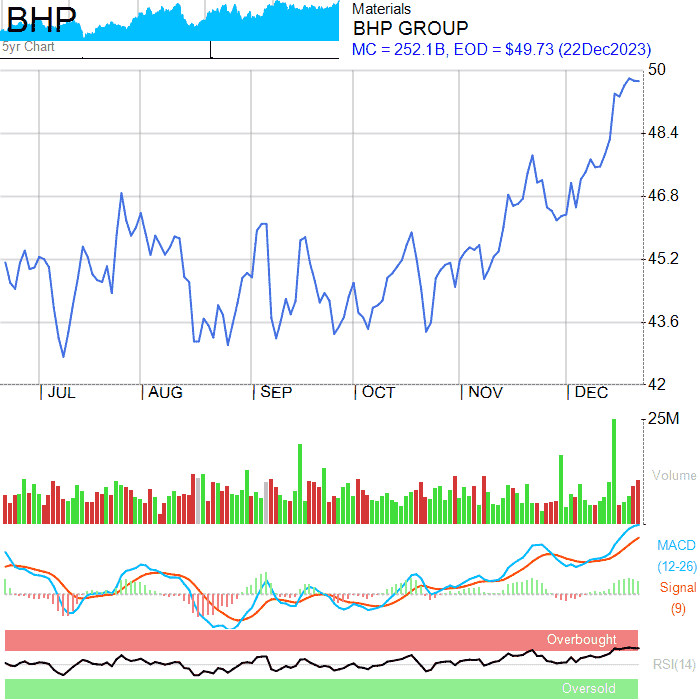 BHP
5yr Chart
Materials
BHP GROUP
MC = 252.1B, EOD = $49.73 (22Dec2023)
50
48.4
46.8
45.2
43.6
42
JUL AUG SEP OCT NOV DEC
25M
Volume
MACD
(12-26)
Signal
(9)
Overbought
RSI(14)
Oversold